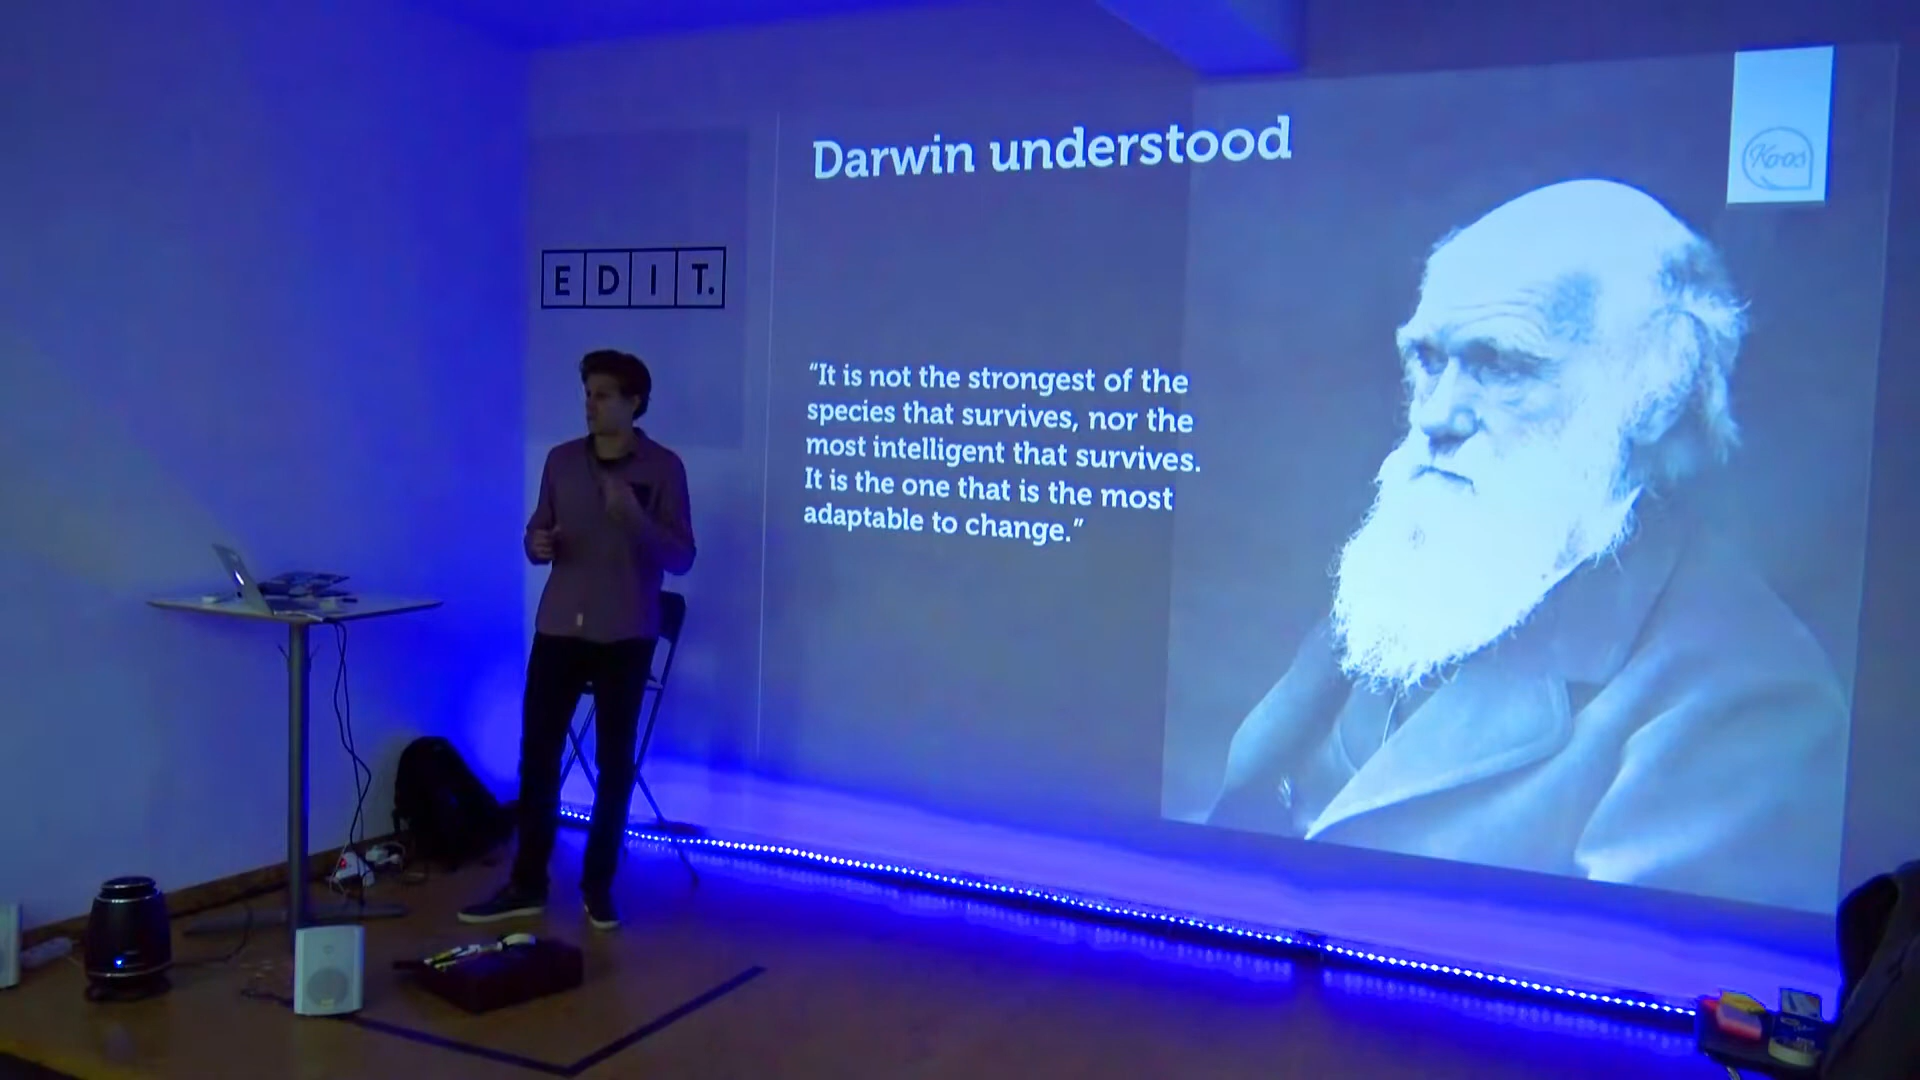 Darwin understood
Koos
EDIT.
“It is not the strongest of the
species that survives, nor the
most intelligent that survives.
It is the one that is the most
adaptable to change.”